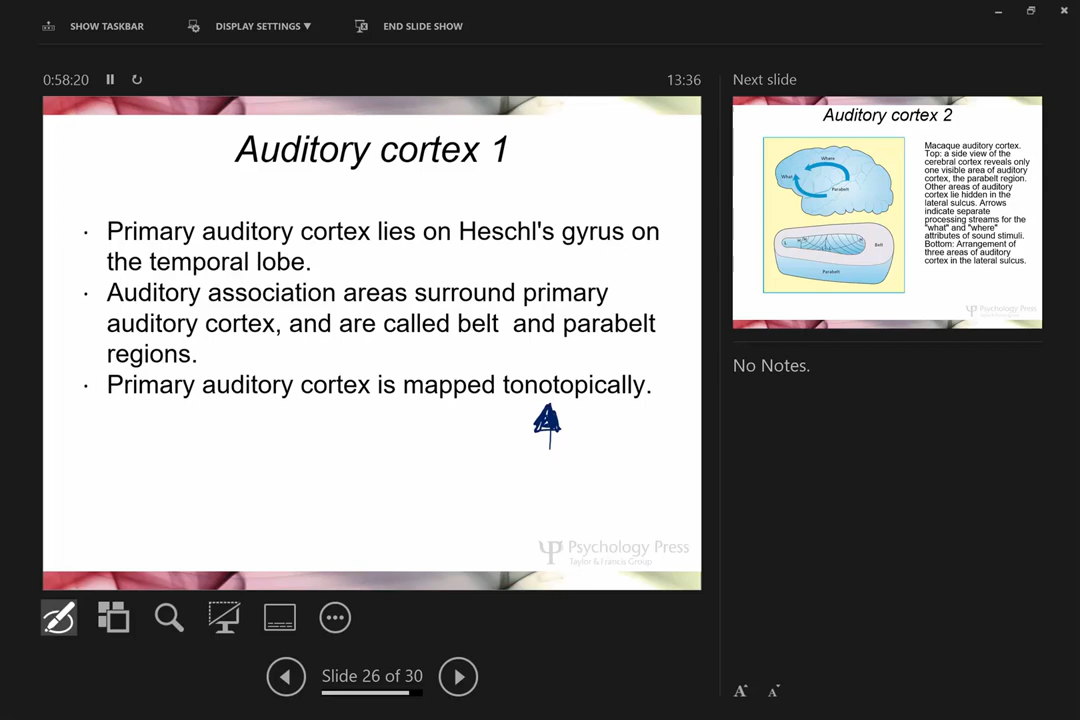 SHOW TASKBAR
DISPLAY SETTINGS ▼
END SLIDE SHOW
0:58:20
13:36
Auditory cortex 1
· Primary auditory cortex lies on Heschl's gyrus on
the temporal lobe.
· Auditory association areas surround primary
auditory cortex, and are called belt and parabelt
regions.
· Primary auditory cortex is mapped tonotopically.
Psychology Press
Taylor & Francis Group
Slide 26 of 30
Next slide
Auditory cortex 2
Where
What
Parabelt
Belt
Parabelt
Macaque auditory cortex.
Top: a side view of the
cerebral cortex reveals only
one visible area of auditory
cortex, the parabelt region.
Other areas of auditory
cortex lie hidden in the
lateral sulcus. Arrows
indicate separate
processing streams for the
"what" and "where"
attributes of sound stimuli.
Bottom: Arrangement of
three areas of auditory
cortex in the lateral sulcus.
Psychology Press
No Notes.
A A